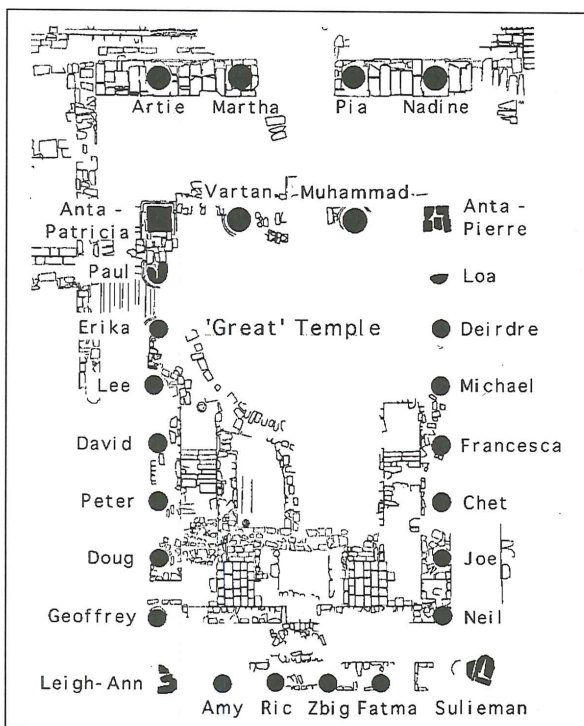 Artie Martha Pia Nadine
Vartan Muhammad
Anta - Patricia
Anta - Pierre
Paul Loa
Erika 'Great' Temple Deirdre
Lee Michael
David Francesca
Peter Chet
Doug Joe
Geoffrey Neil
Leigh-Ann
Amy Ric Zbig Fatma Sulieman